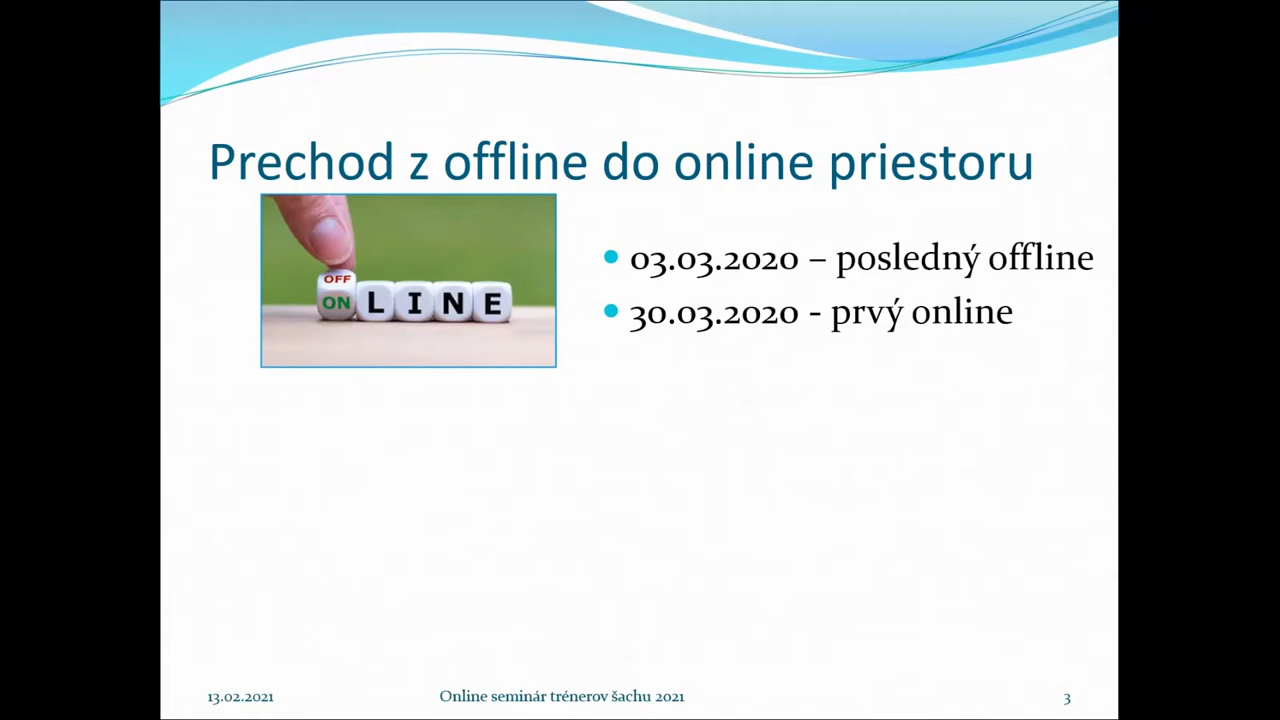 Prechod z offline do online priestoru
OFF
ON LINE
03.03.2020 – posledný offline
30.03.2020 - prvý online
13.02.2021
Online seminár trénerov šachu 2021
3